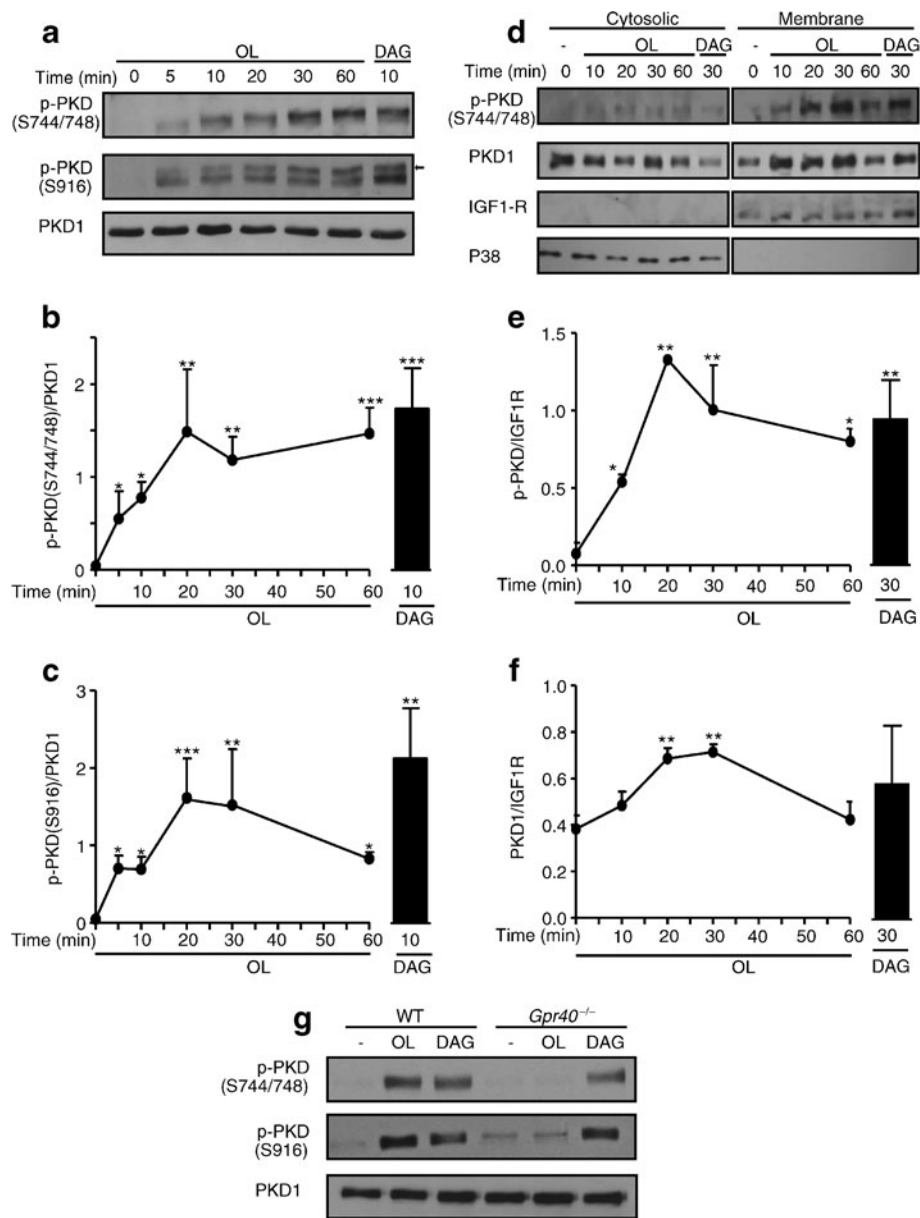 a
OL DAG
Time (min) 0 5 10 20 30 60 10
p-PKD
(S744/748)
p-PKD
(S916)
PKD1
d
Cytosolic Membrane
- OL DAG - OL DAG
Time (min) 0 10 20 30 60 30 0 10 20 30 60 30
p-PKD
(S744/748)
PKD1
IGF1-R
P38
b
p-PKD(S744/748)/PKD1
2
1
0
* * ** ** *** ***
Time (min) 10 20 30 40 50 60 10
OL DAG
e
p-PKD/IGF1R
1.5
1.0
0.5
0.0
* ** ** * **
Time (min) 10 20 30 40 50 60 30
OL DAG
c
p-PKD(S916)/PKD1
3
2
1
0
* * *** ** * **
Time (min) 10 20 30 40 50 60 10
OL DAG
f
PKD1/IGF1R
1.0
0.8
0.6
0.4
0.2
0.0
** **
Time (min) 10 20 30 40 50 60 30
OL DAG
g
WT Gpr40⁻/⁻
- OL DAG - OL DAG
p-PKD
(S744/748)
p-PKD
(S916)
PKD1